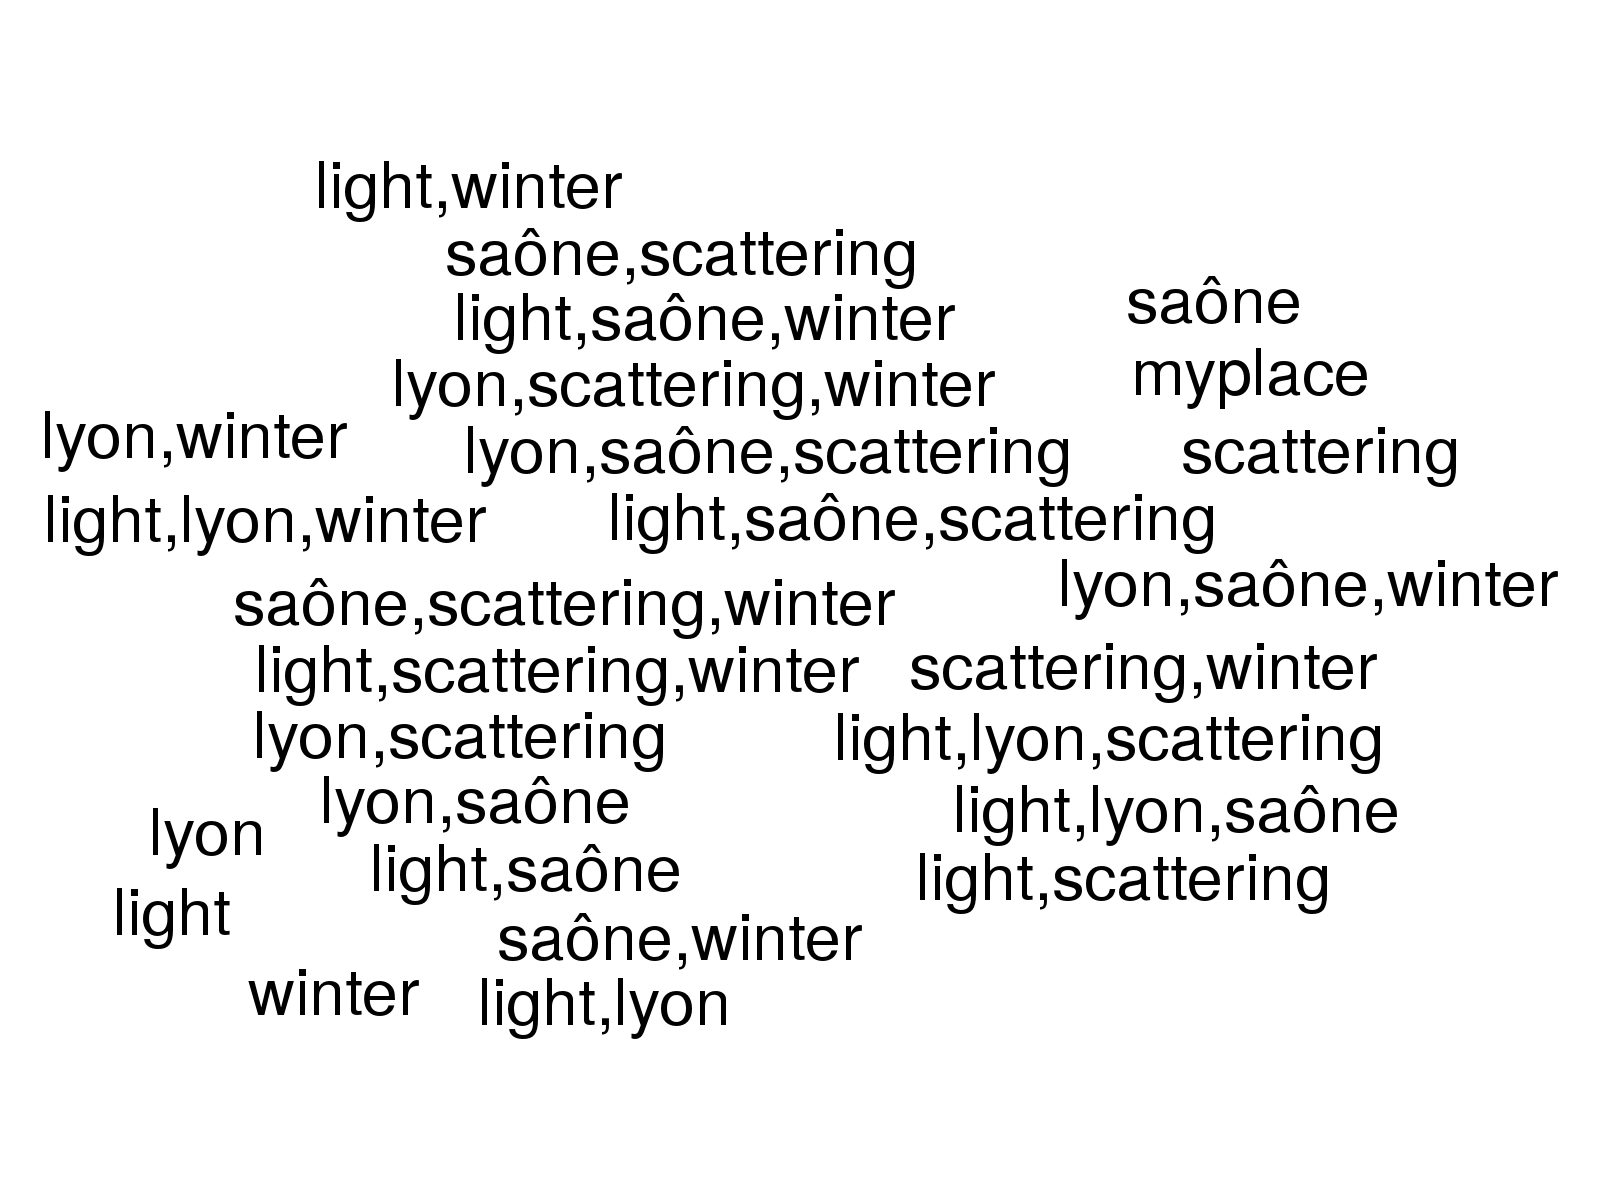 light,winter
saône,scattering
light,saône,winter
saône
lyon,scattering,winter
myplace
lyon,winter
lyon,saône,scattering
scattering
light,lyon,winter
light,saône,scattering
lyon,saône,winter
saône,scattering,winter
light,scattering,winter
scattering,winter
lyon,scattering
light,lyon,scattering
lyon,saône
light,lyon,saône
lyon
light,saône
light,scattering
light
saône,winter
winter
light,lyon